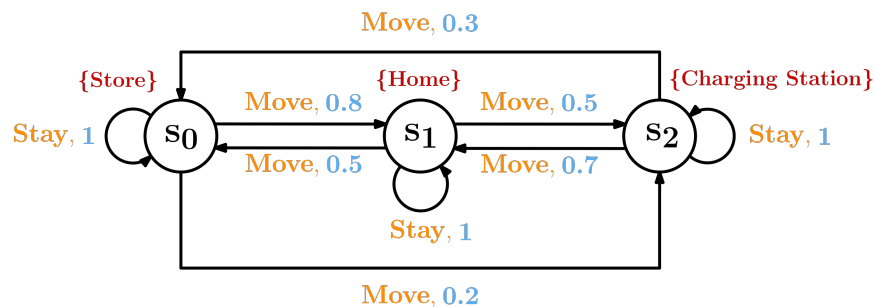 Move, 0.3
{Store}
{Home}
{Charging Station}
Move, 0.8
Move, 0.5
Stay, 1
s0
s1
s2
Stay, 1
Move, 0.5
Move, 0.7
Stay, 1
Move, 0.2